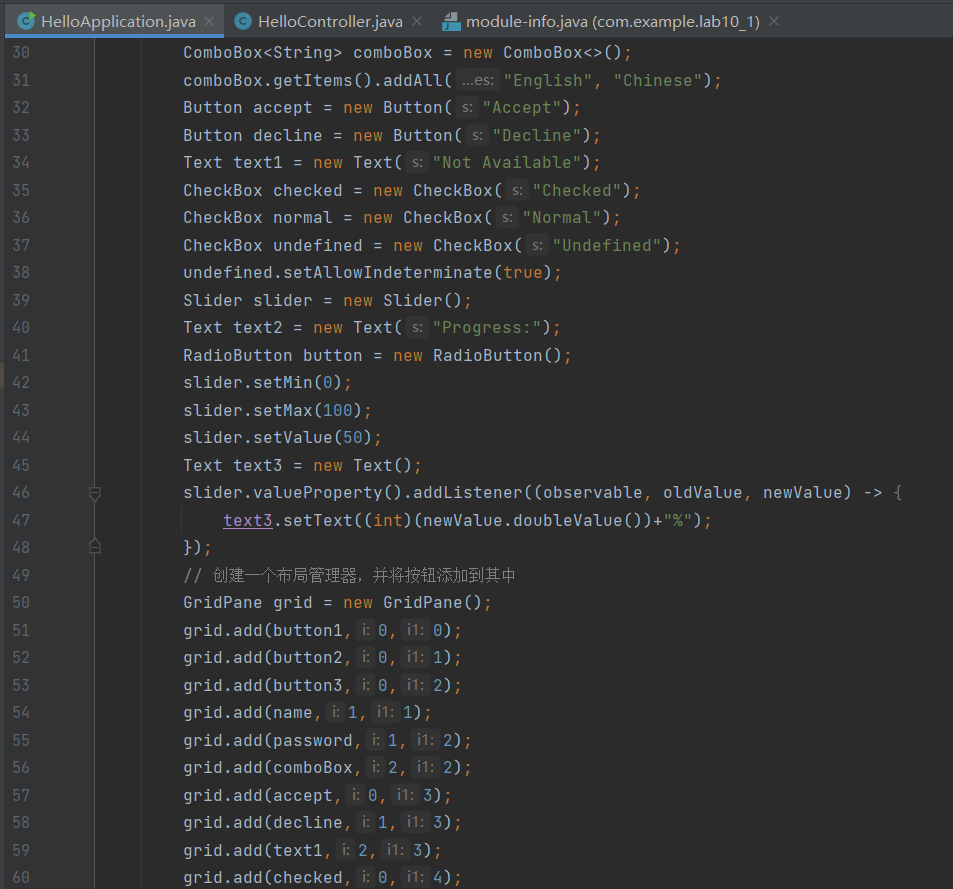 HelloApplication.java HelloController.java module-info.java (com.example.lab10_1)
30 ComboBox<String> comboBox = new ComboBox<>();
31 comboBox.getItems().addAll( ...es: "English", "Chinese");
32 Button accept = new Button( s: "Accept");
33 Button decline = new Button( s: "Decline");
34 Text text1 = new Text( s: "Not Available");
35 CheckBox checked = new CheckBox( s: "Checked");
36 CheckBox normal = new CheckBox( s: "Normal");
37 CheckBox undefined = new CheckBox( s: "Undefined");
38 undefined.setAllowIndeterminate(true);
39 Slider slider = new Slider();
40 Text text2 = new Text( s: "Progress:");
41 RadioButton button = new RadioButton();
42 slider.setMin(0);
43 slider.setMax(100);
44 slider.setValue(50);
45 Text text3 = new Text();
46 slider.valueProperty().addListener((observable, oldValue, newValue) -> {
47 text3.setText((int)(newValue.doubleValue())+"%");
48 });
49 // 创建一个布局管理器，并将按钮添加到其中
50 GridPane grid = new GridPane();
51 grid.add(button1, i: 0, i1: 0);
52 grid.add(button2, i: 0, i1: 1);
53 grid.add(button3, i: 0, i1: 2);
54 grid.add(name, i: 1, i1: 1);
55 grid.add(password, i: 1, i1: 2);
56 grid.add(comboBox, i: 2, i1: 2);
57 grid.add(accept, i: 0, i1: 3);
58 grid.add(decline, i: 1, i1: 3);
59 grid.add(text1, i: 2, i1: 3);
60 grid.add(checked, i: 0, i1: 4);